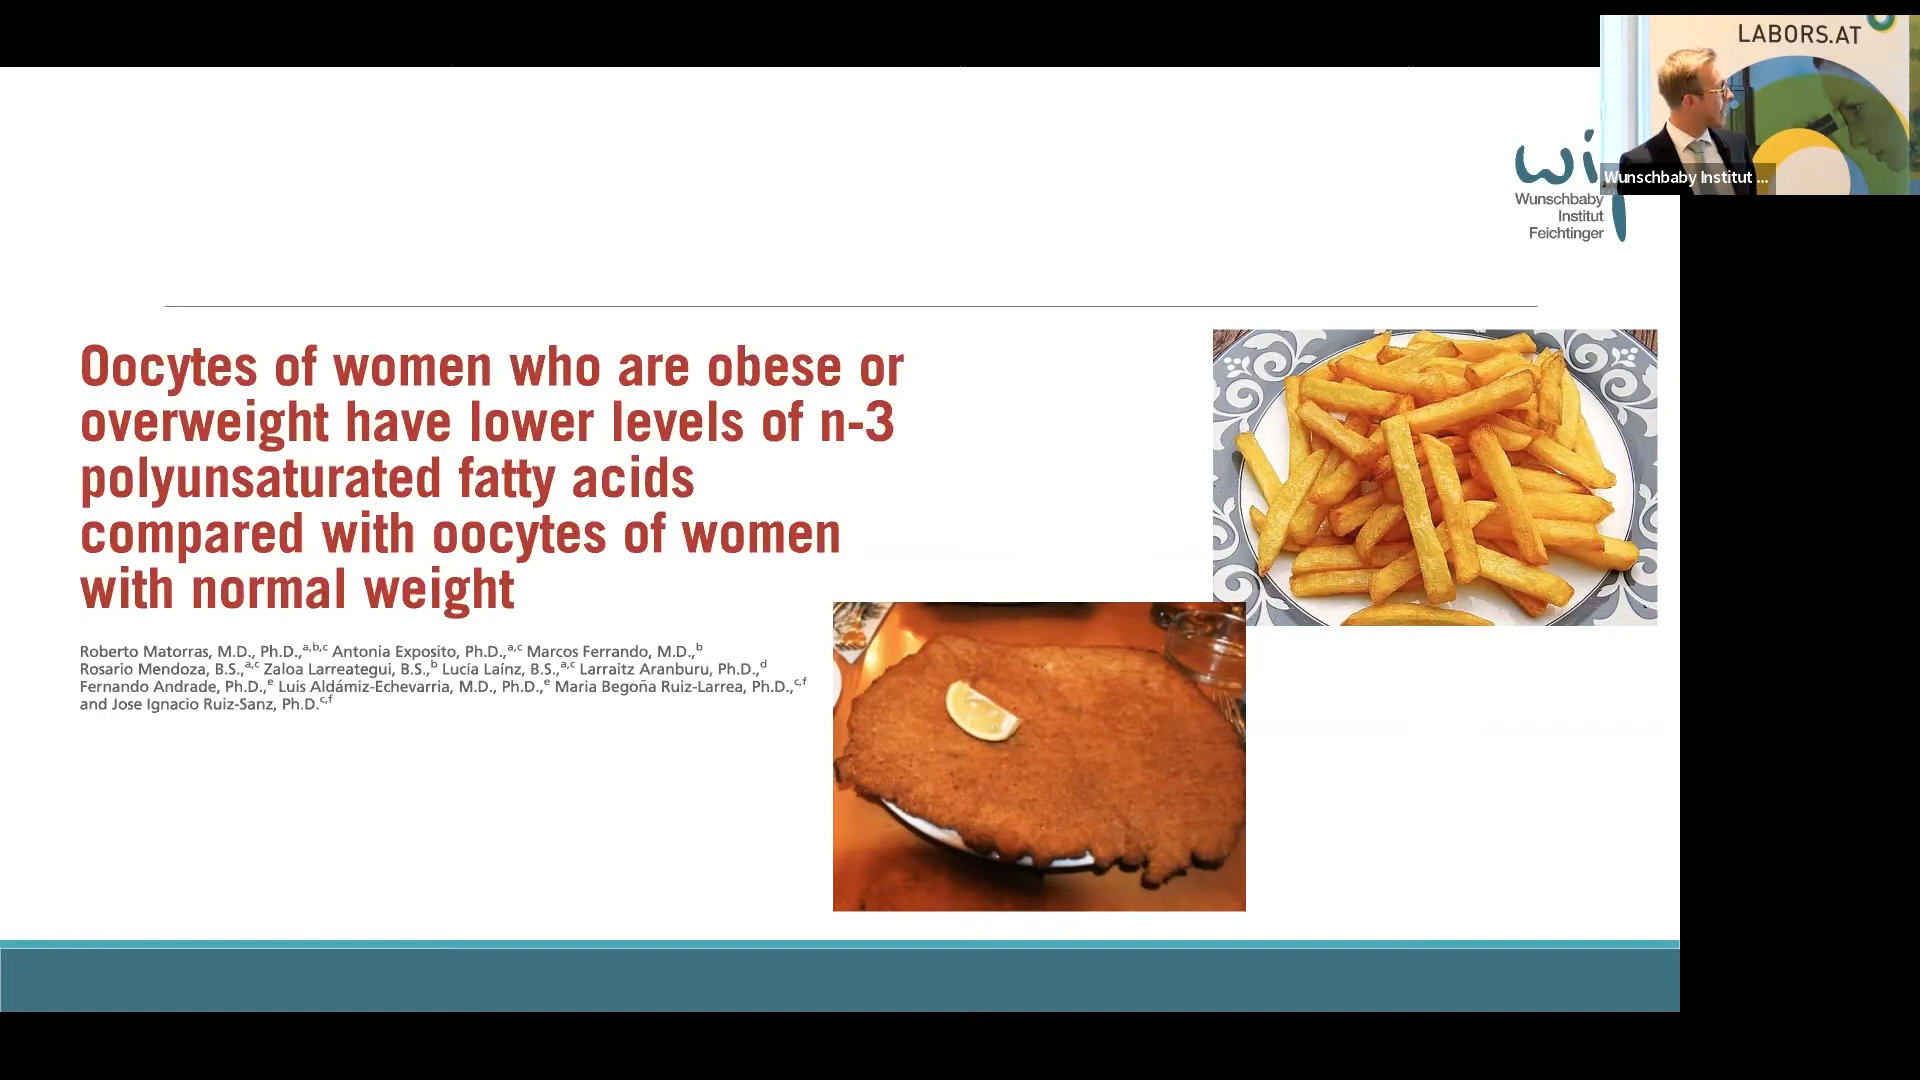 LABORS.AT
Wunschbaby Institut ...
wi
Wunschbaby
Institut
Feichtinger
Oocytes of women who are obese or
overweight have lower levels of n-3
polyunsaturated fatty acids
compared with oocytes of women
with normal weight
Roberto Matorras, M.D., Ph.D.,a,b,c Antonia Exposito, Ph.D.,a,c Marcos Ferrando, M.D.,b
Rosario Mendoza, B.S.,a,c Zaloa Larreategui, B.S.,b Lucía Laínz, B.S.,a,c Larraitz Aranburu, Ph.D.,d
Fernando Andrade, Ph.D.,e Luis Aldámiz-Echevarria, M.D., Ph.D.,e Maria Begoña Ruiz-Larrea, Ph.D.,c,f
and Jose Ignacio Ruiz-Sanz, Ph.D.c,f